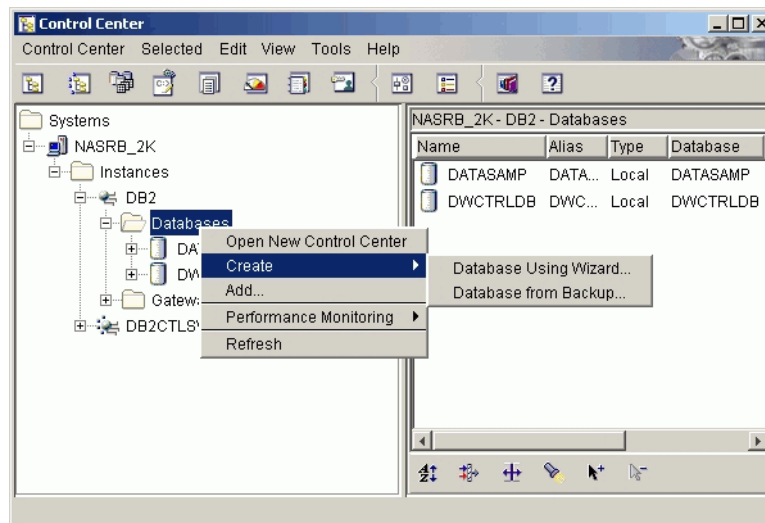 Control Center
Control Center Selected Edit View Tools Help
Systems
NASRB_2K
Instances
DB2
Databases
DA
DW
Gatew
DB2CTLS
Open New Control Center
Create
Add...
Performance Monitoring
Refresh
Database Using Wizard...
Database from Backup...
NASRB_2K - DB2 - Databases
Name Alias Type Database
DATASAMP DATA... Local DATASAMP
DWCTRLDB DWC... Local DWCTRLDB